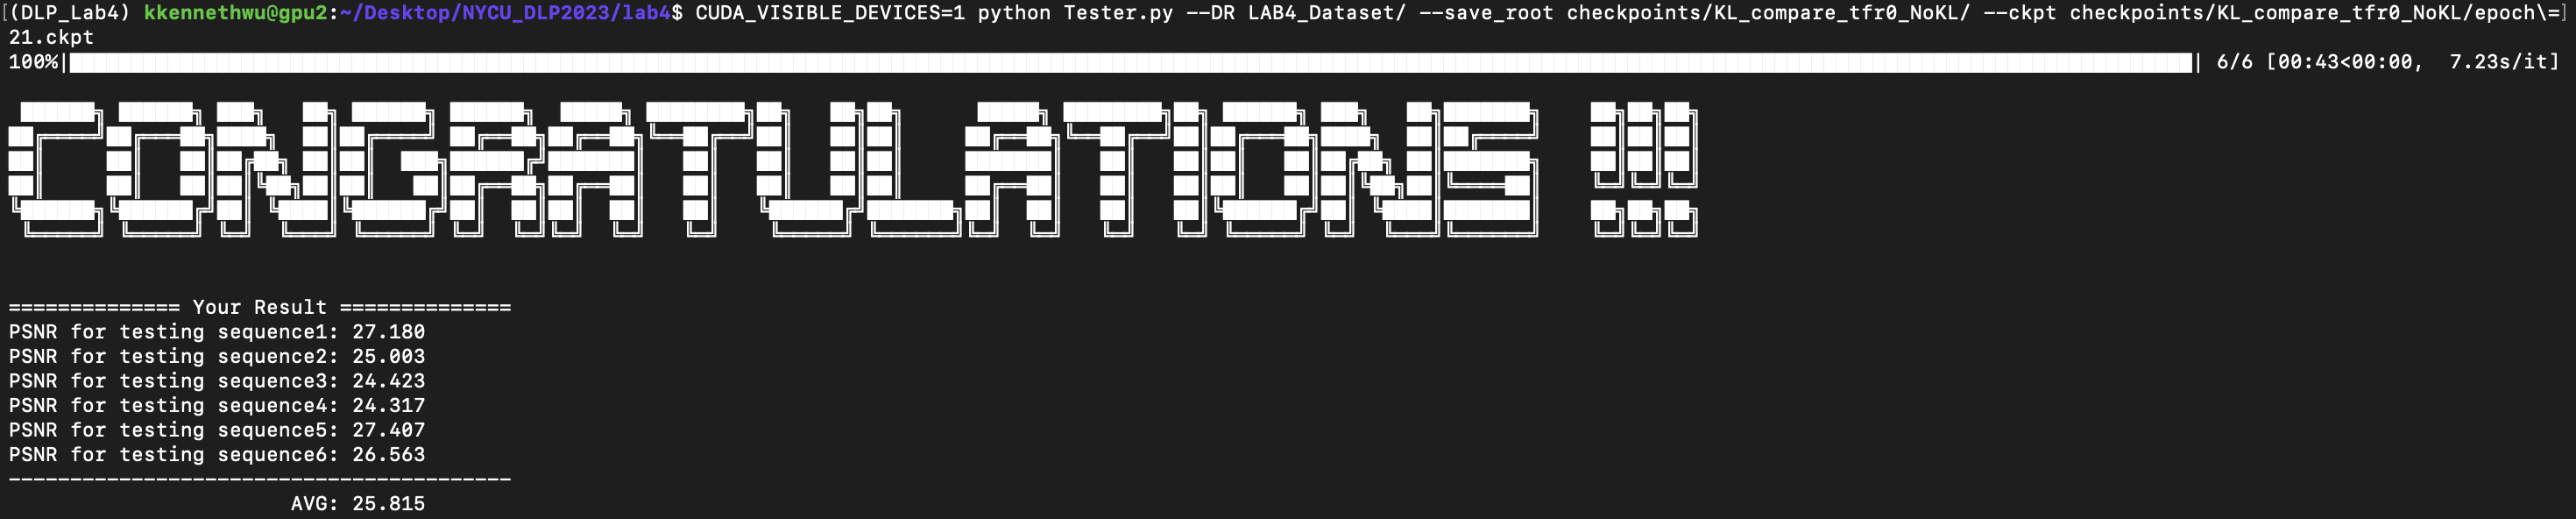 (DLP_Lab4) kkennethwu@gpu2:~/Desktop/NYCU_DLP2023/lab4$ CUDA_VISIBLE_DEVICES=1 python Tester.py --DR LAB4_Dataset/ --save_root checkpoints/KL_compare_tfr0_NoKL/ --ckpt checkpoints/KL_compare_tfr0_NoKL/epoch\=
21.ckpt
100%| | 6/6 [00:43<00:00, 7.23s/it]
CONGRATULATIONS !!!
============== Your Result ==============
PSNR for testing sequence1: 27.180
PSNR for testing sequence2: 25.003
PSNR for testing sequence3: 24.423
PSNR for testing sequence4: 24.317
PSNR for testing sequence5: 27.407
PSNR for testing sequence6: 26.563
-----------------------------------------
AVG: 25.815